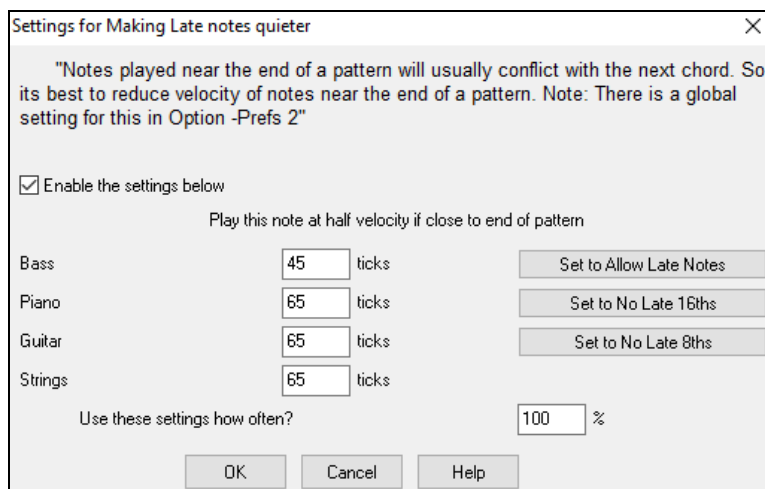 Settings for Making Late notes quieter
"Notes played near the end of a pattern will usually conflict with the next chord. So
its best to reduce velocity of notes near the end of a pattern. Note: There is a global
setting for this in Option -Prefs 2"
Enable the settings below
Play this note at half velocity if close to end of pattern
Bass 45 ticks Set to Allow Late Notes
Piano 65 ticks Set to No Late 16ths
Guitar 65 ticks Set to No Late 8ths
Strings 65 ticks
Use these settings how often? 100 %
OK Cancel Help